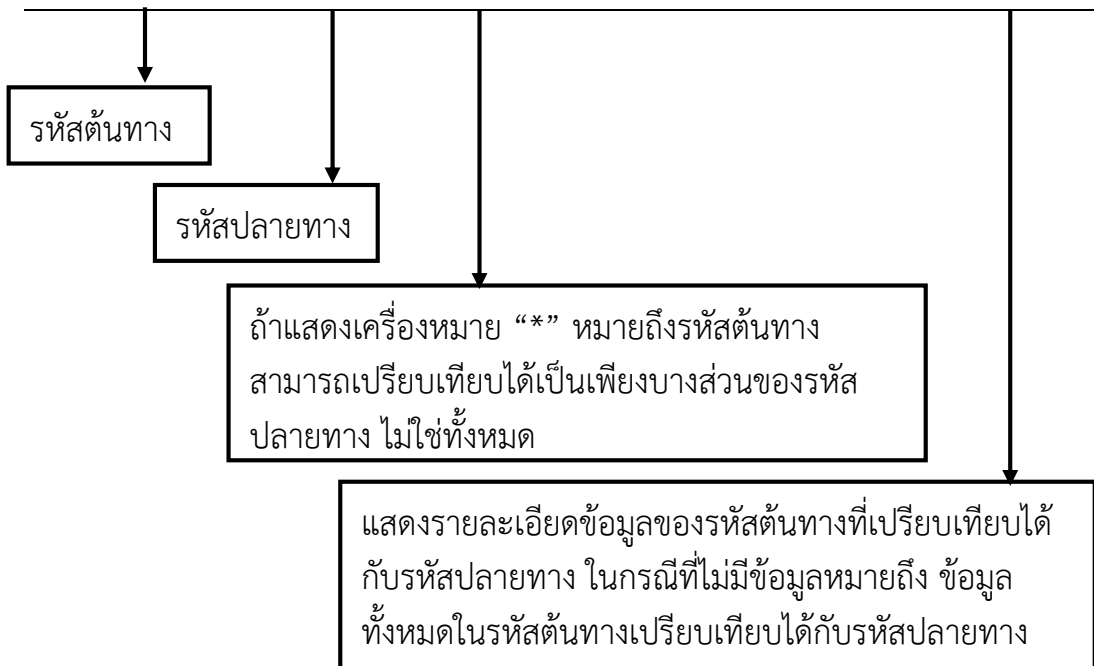 รหัสต้นทาง
รหัสปลายทาง
ถ้าแสดงเครื่องหมาย “*” หมายถึงรหัสต้นทาง
สามารถเปรียบเทียบได้เป็นเพียงบางส่วนของรหัส
ปลายทาง ไม่ใช่ทั้งหมด
แสดงรายละเอียดข้อมูลของรหัสต้นทางที่เปรียบเทียบได้
กับรหัสปลายทาง ในกรณีที่ไม่มีข้อมูลหมายถึง ข้อมูล
ทั้งหมดในรหัสต้นทางเปรียบเทียบได้กับรหัสปลายทาง